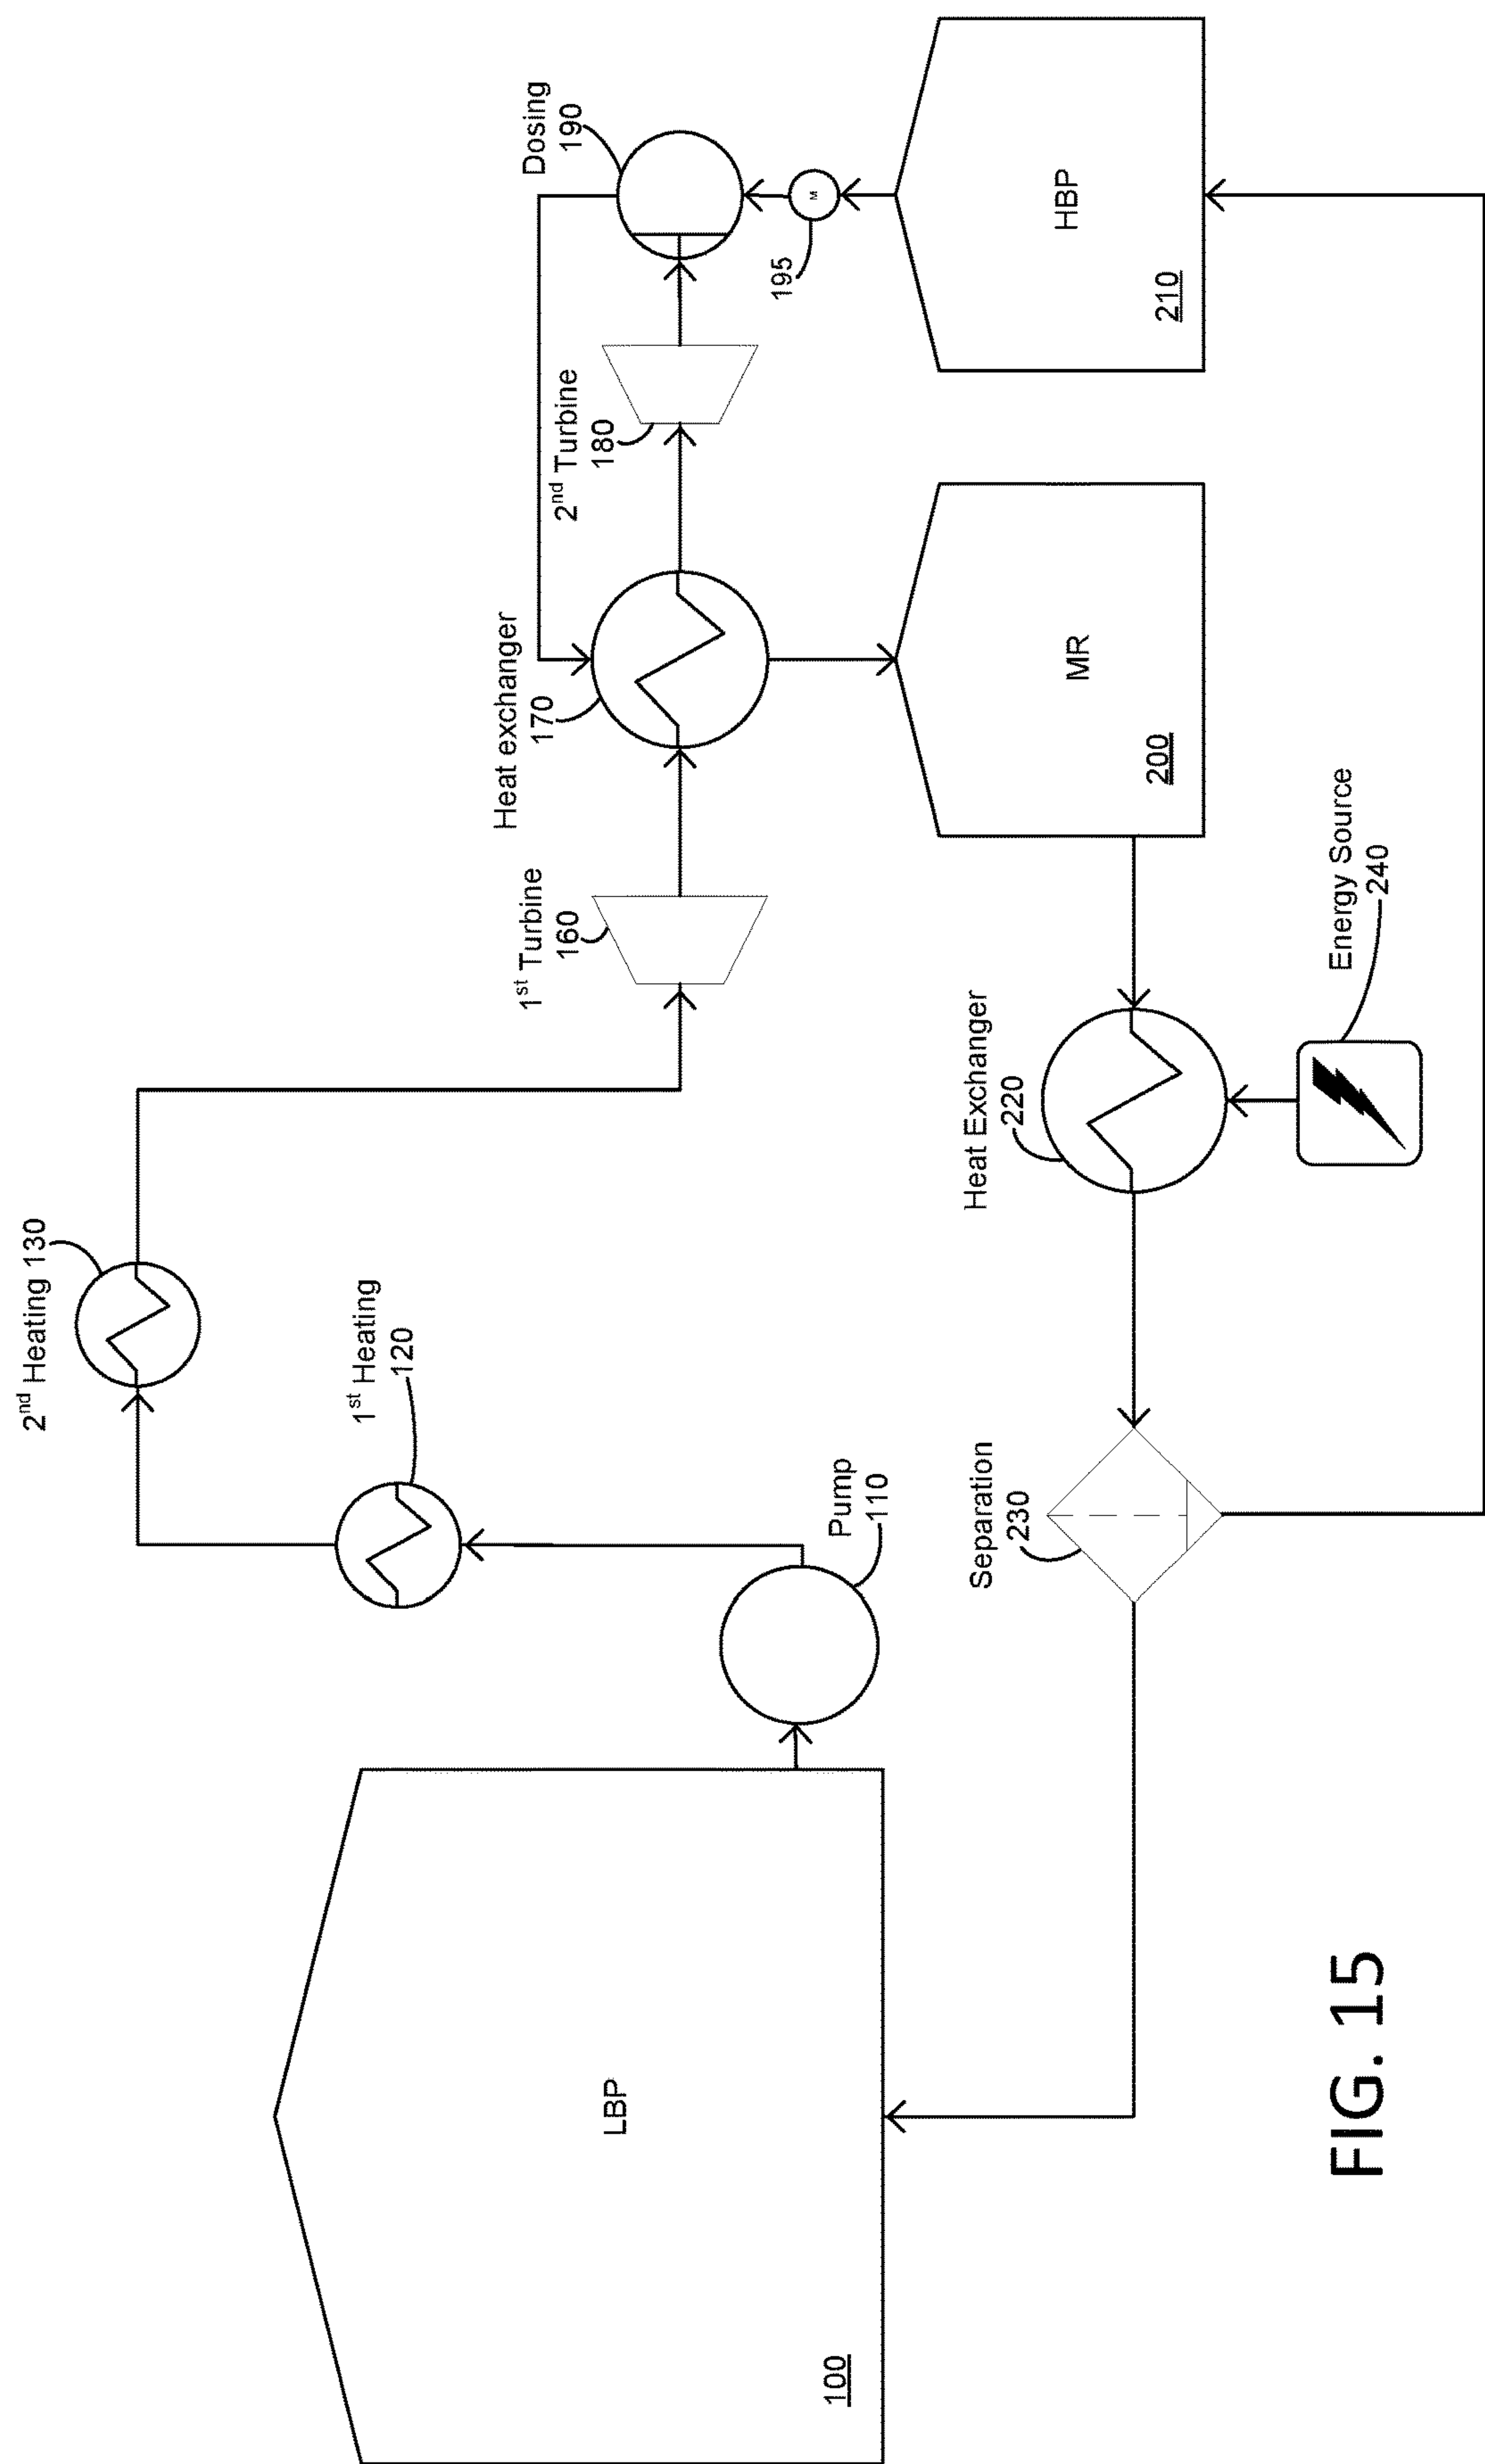 2nd Heating 130
1st Heating
120
Pump
110
LBP
100
1st Turbine
160
Heat exchanger
170
2nd Turbine
180
Dosing
190
M
195
HBP
210
MR
200
Heat Exchanger
220
Energy Source
240
Separation
230
FIG. 15